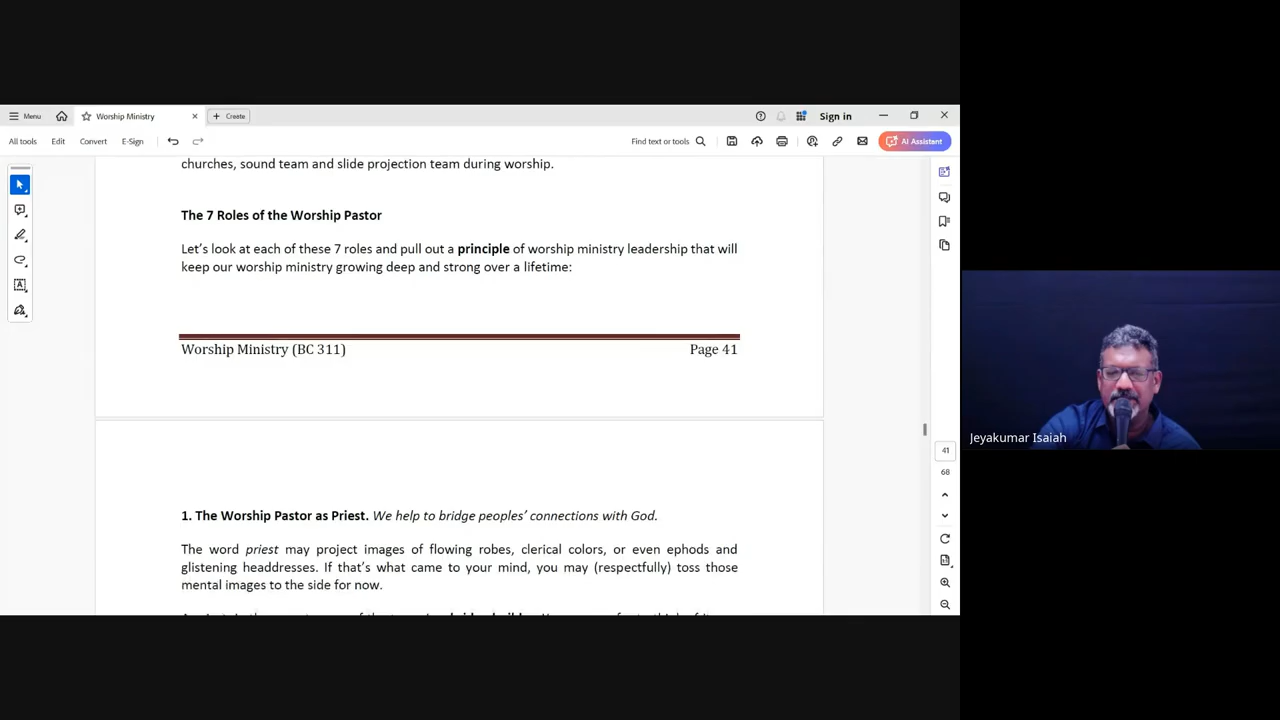 Menu
Worship Ministry
Create
Sign in
All tools
Edit
Convert
E-Sign
Find text or tools
AI Assistant
churches, sound team and slide projection team during worship.
The 7 Roles of the Worship Pastor
Let's look at each of these 7 roles and pull out a principle of worship ministry leadership that will
keep our worship ministry growing deep and strong over a lifetime:
Worship Ministry (BC 311)
Page 41
1. The Worship Pastor as Priest. We help to bridge peoples' connections with God.
The word priest may project images of flowing robes, clerical colors, or even ephods and
glistening headdresses. If that's what came to your mind, you may (respectfully) toss those
mental images to the side for now.
41
68
Jeyakumar Isaiah